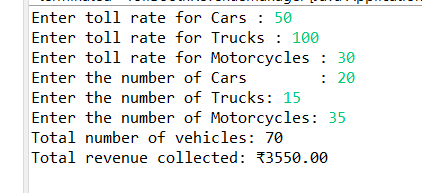 Enter toll rate for Cars : 50
Enter toll rate for Trucks : 100
Enter toll rate for Motorcycles : 30
Enter the number of Cars       : 20
Enter the number of Trucks: 15
Enter the number of Motorcycles: 35
Total number of vehicles: 70
Total revenue collected: ₹3550.00